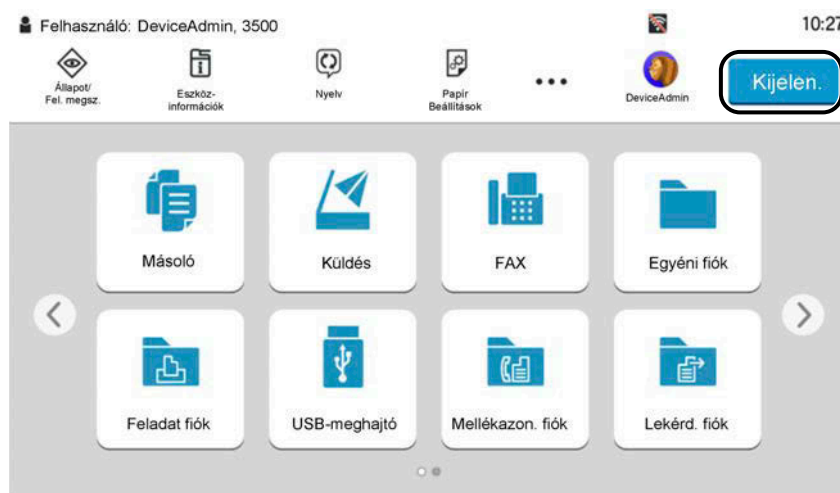 Felhasználó: DeviceAdmin, 3500
10:27
Állapot/
Fel. megsz.
Eszköz-
információk
Nyelv
Papír
Beállítások
DeviceAdmin
Kijelen.
Másoló
Küldés
FAX
Egyéni fiók
Feladat fiók
USB-meghajtó
Mellékazon. fiók
Lekérd. fiók